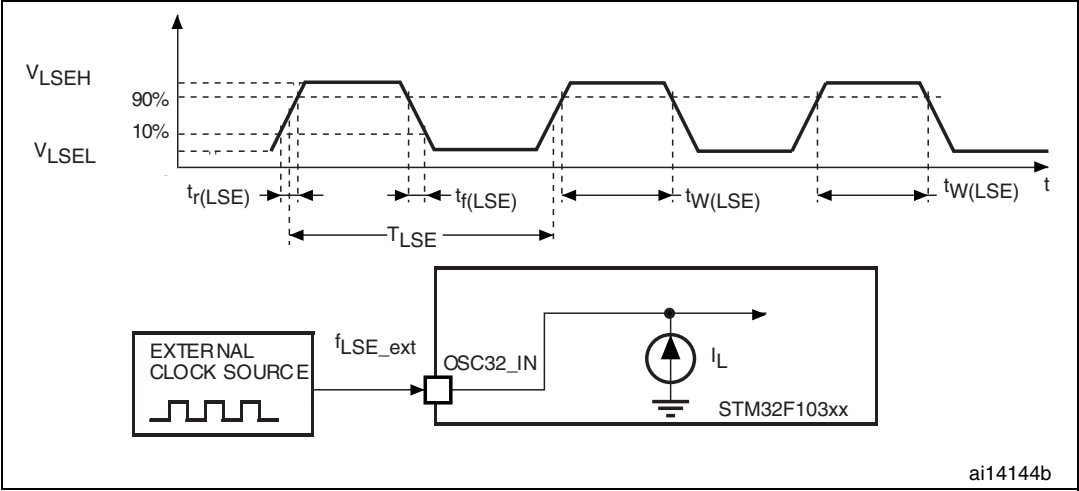 VLSEH
90%
10%
VLSEL
tr(LSE)
tf(LSE)
tW(LSE)
tW(LSE)
t
TLSE
EXTERNAL
CLOCK SOURCE
fLSE_ext
OSC32_IN
IL
STM32F103xx
ai14144b